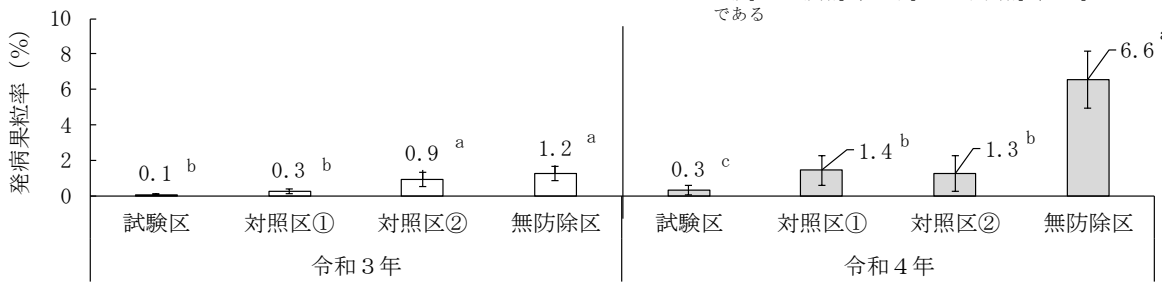 である
発病果粒率（%）
10
8
6
4
2
0
0.1 b
0.3 b
0.9 a
1.2 a
0.3 c
1.4 b
1.3 b
6.6 a
試験区 対照区① 対照区② 無防除区 試験区 対照区① 対照区② 無防除区
令和３年 令和４年